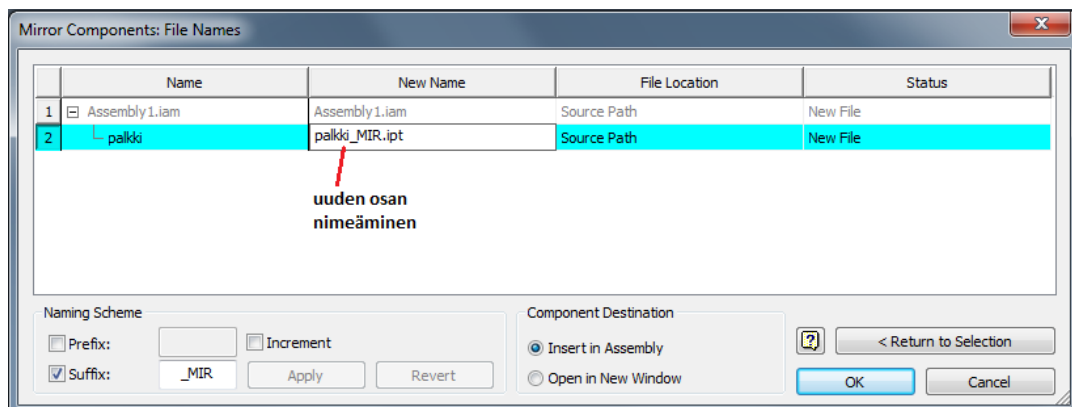 Mirror Components: File Names
Name New Name File Location Status
1 Assembly1.iam Assembly1.iam Source Path New File
2 palkki palkki_MIR.ipt Source Path New File
uuden osan
nimeäminen
Naming Scheme
Prefix: Increment
Suffix: _MIR Apply Revert
Component Destination
Insert in Assembly
Open in New Window
? < Return to Selection
OK Cancel